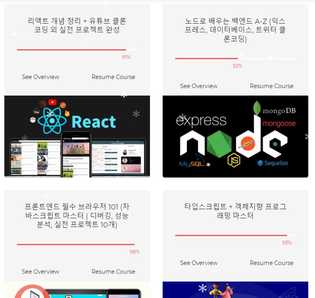 리액트 개념 정리 + 유튜브 클론
코딩 외 실전 프로젝트 완성
See Overview
Resume Course
React
노드로 배우는 백엔드 A-Z (익스
프레스, 데이터베이스, 트위터 클
론코딩)
See Overview
Resume Course
express
mongoDB
mongoose
node
JS
Sequelize
프론트엔드 필수 브라우저 101 (자
바스크립트 마스터 | 디버깅, 성능
분석, 실전 프로젝트 10개)
See Overview
Resume Course
타입스크립트 + 객체지향 프로그
래밍 마스터
See Overview
Resume Course